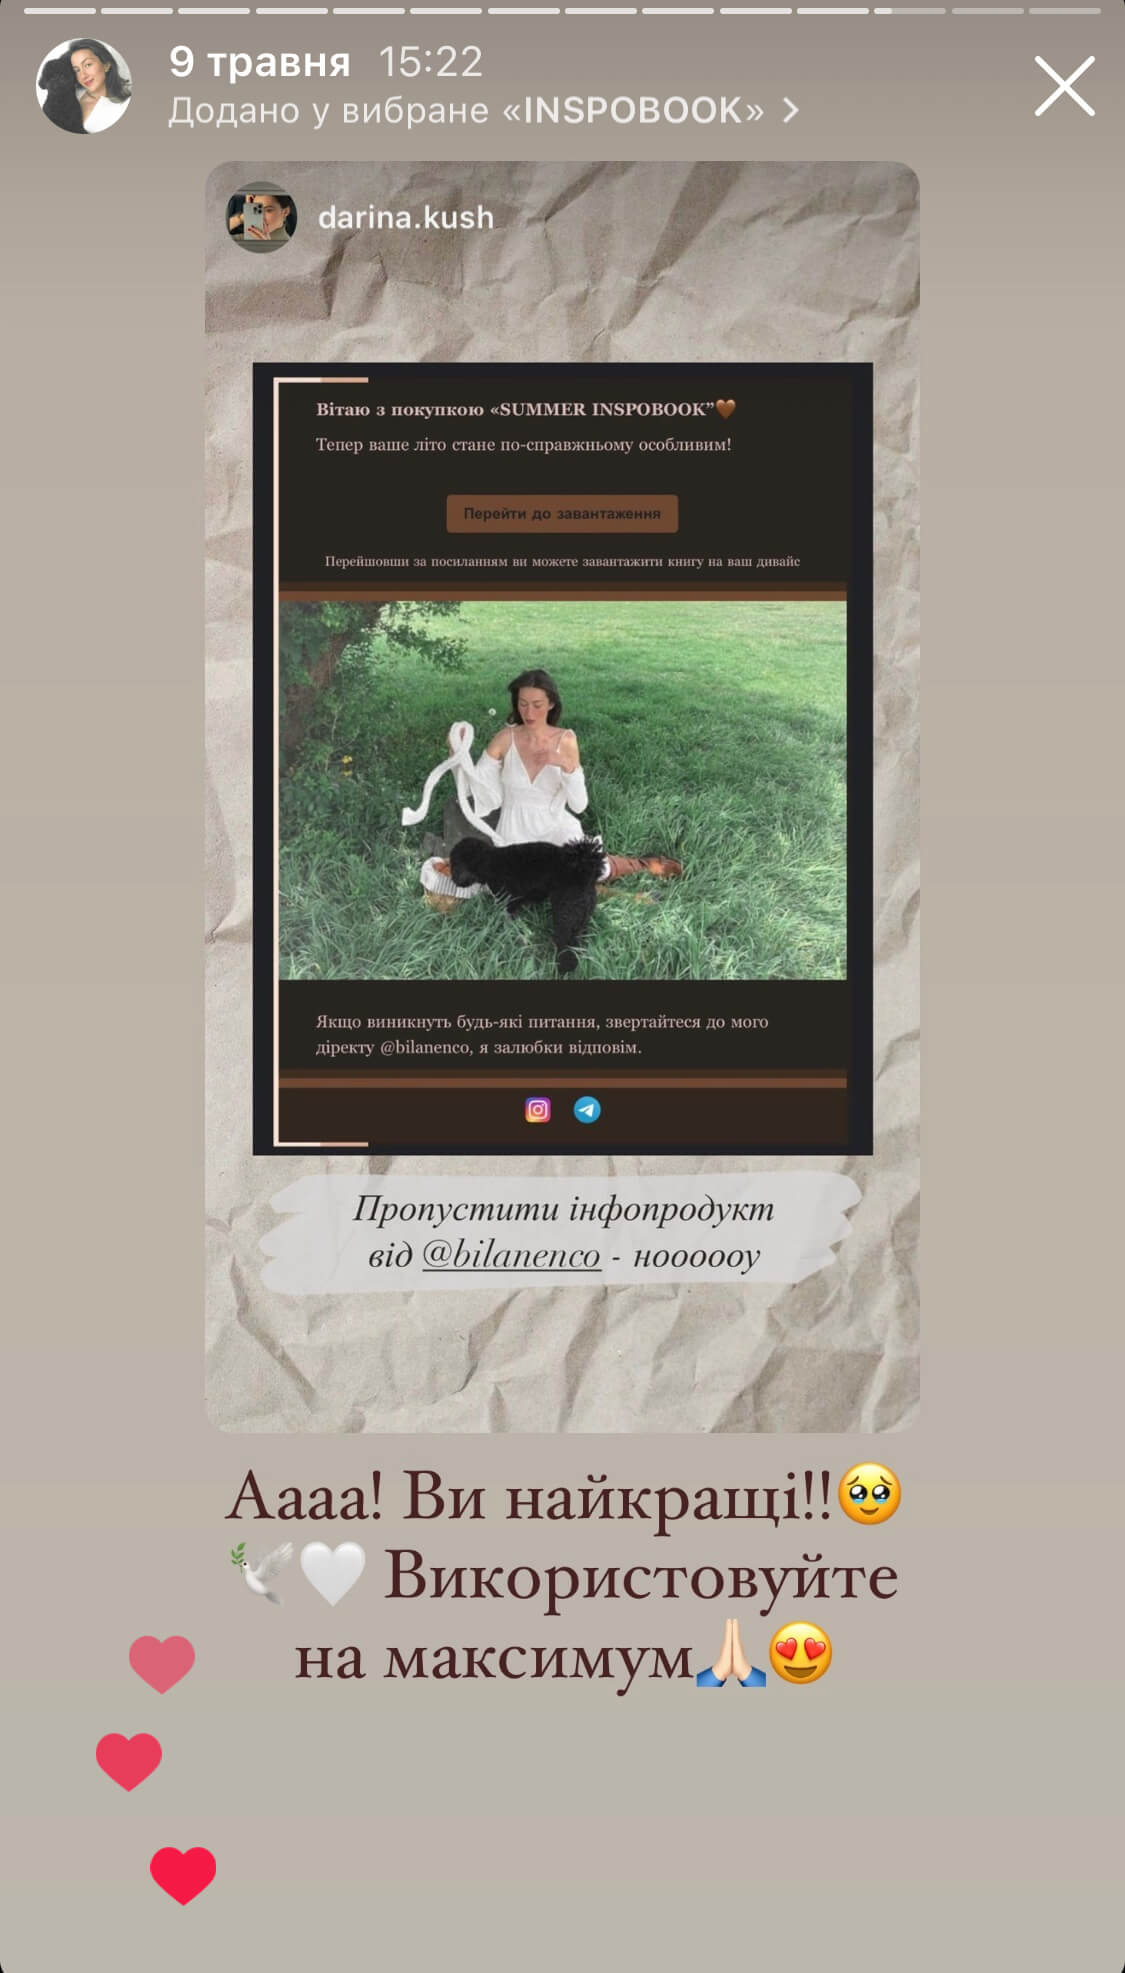 9 травня 15:22
Додано у вибране «INSPOBOOK» >
darina.kush
Вітаю з покупкою «SUMMER INSPOBOOK”🤎
Тепер ваше літо стане по-справжньому особливим!
Перейти до завантаження
Перейшовши за посиланням ви можете завантажити книгу на ваш дивайс
Якщо виникнуть будь-які питання, звертайтеся до мого
діректу @bilanenco, я залюбки відповім.
Пропустити інфопродукт
від @bilanenco - ноооооу
Аааа! Ви найкращі!!🥹
🕊️🤍 Використовуйте
на максимум🙏🏻😍